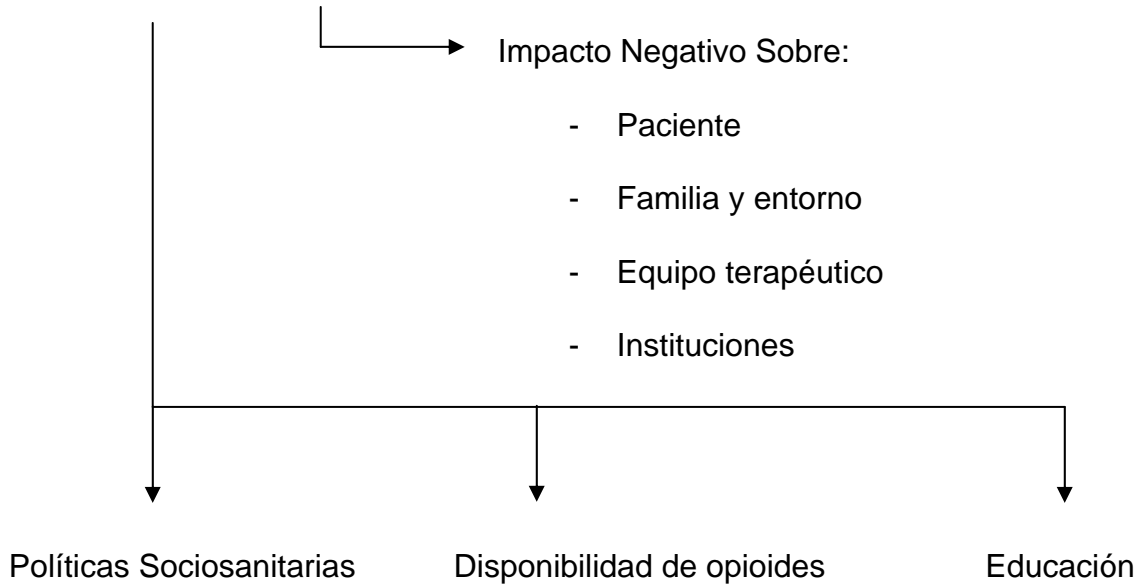 Impacto Negativo Sobre:
- Paciente
- Familia y entorno
- Equipo terapéutico
- Instituciones
Políticas Sociosanitarias Disponibilidad de opioides Educación